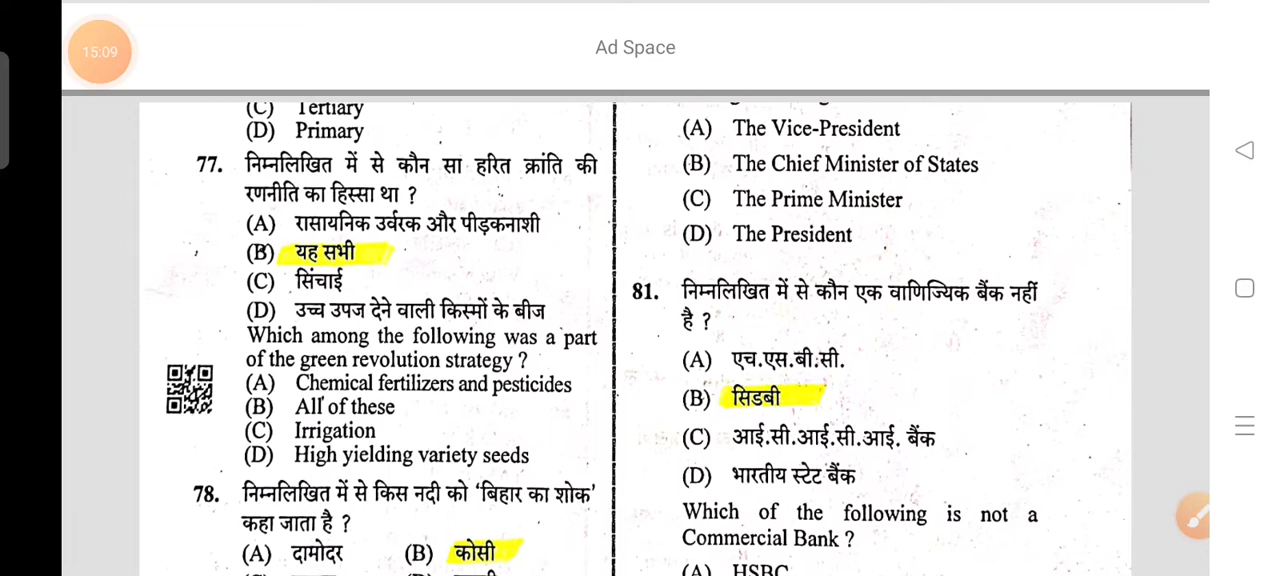 15:09
Ad Space
(C) Tertiary
(D) Primary
77. निम्नलिखित में से कौन सा हरित क्रांति की
रणनीति का हिस्सा था ?
(A) रासायनिक उर्वरक और पीड़कनाशी
(B) यह सभी
(C) सिंचाई
(D) उच्च उपज देने वाली किस्मों के बीज
Which among the following was a part
of the green revolution strategy ?
(A) Chemical fertilizers and pesticides
(B) All of these
(C) Irrigation
(D) High yielding variety seeds
78. निम्नलिखित में से किस नदी को ‘बिहार का शोक’
कहा जाता है ?
(A) दामोदर (B) कोसी
(A) The Vice-President
(B) The Chief Minister of States
(C) The Prime Minister
(D) The President
81. निम्नलिखित में से कौन एक वाणिज्यिक बैंक नहीं
है ?
(A) एच.एस.बी.सी.
(B) सिडबी
(C) आई.सी.आई.सी.आई. बैंक
(D) भारतीय स्टेट बैंक
Which of the following is not a
Commercial Bank ?
(A) HSBC